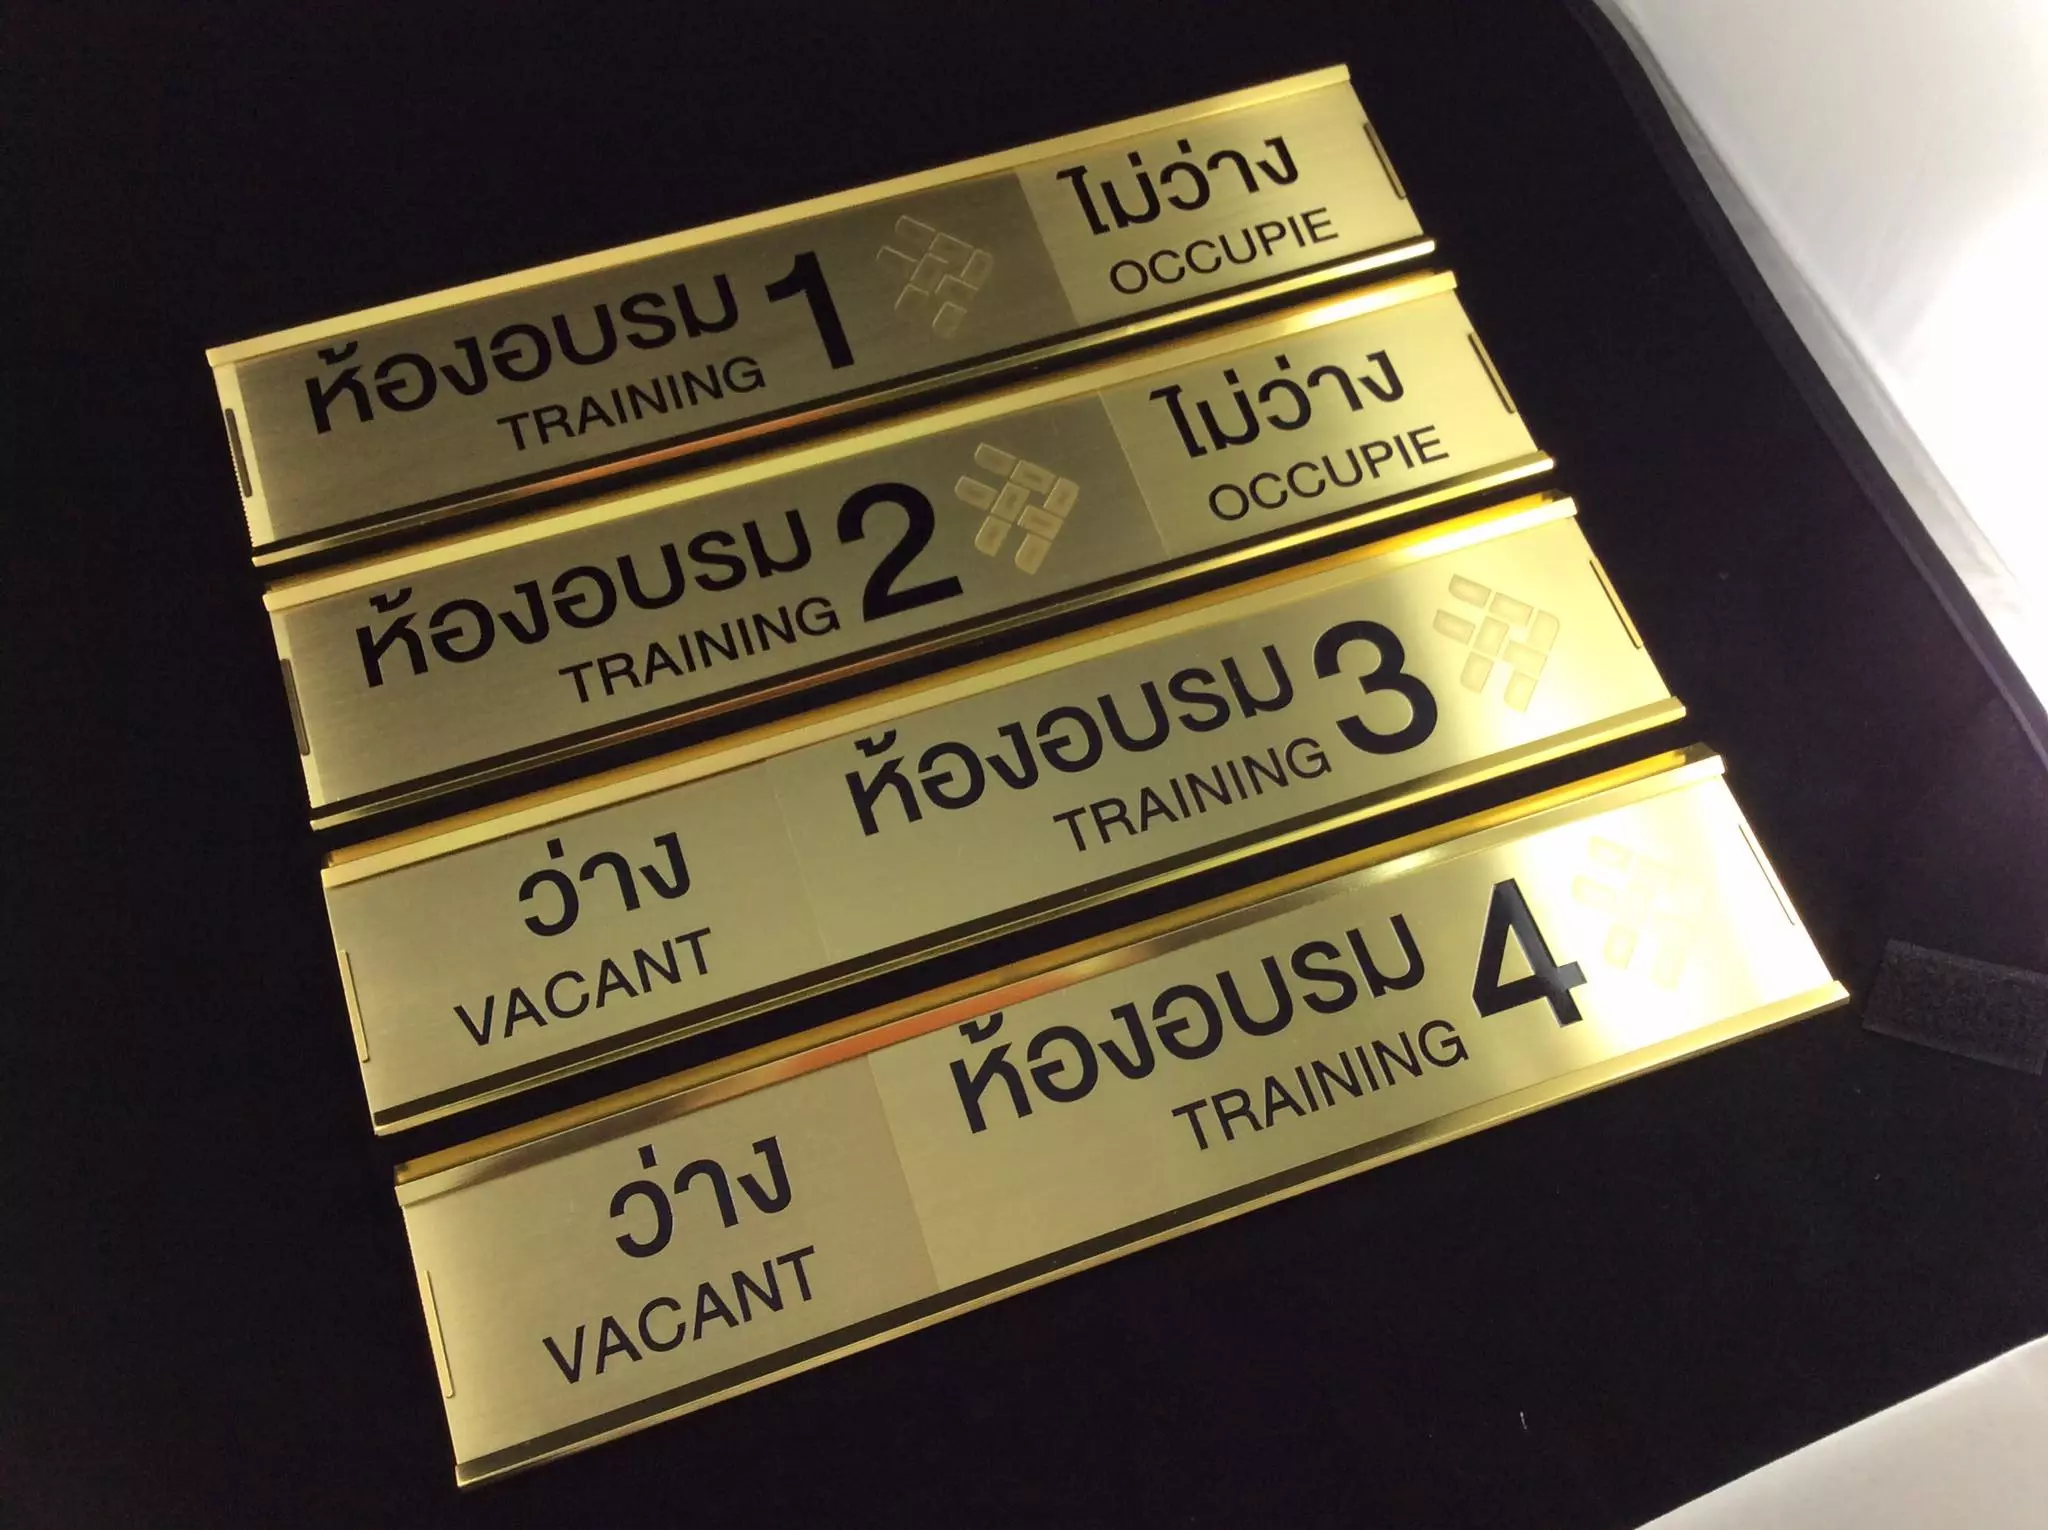 ห้องอบรม 1 ไม่ว่าง
TRAINING OCCUPIE
ห้องอบรม 2 ไม่ว่าง
TRAINING OCCUPIE
ว่าง ห้องอบรม 3
VACANT TRAINING
ว่าง ห้องอบรม 4
VACANT TRAINING